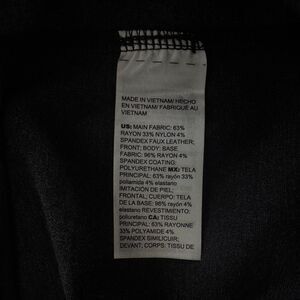 MADE IN VIETNAM/ HECHO
EN VIETNAM/ FABRIQUÉ AU
VIETNAM
US: MAIN FABRIC: 63%
RAYON 33% NYLON 4%
SPANDEX FAUX LEATHER;
FRONT; BODY: BASE
FABRIC: 96% RAYON 4%
SPANDEX COATING:
POLYURETHANE MX: TELA
PRINCIPAL: 63% rayón 33%
poliamida 4% elastano
IMITACION DE PIEL;
FRONTAL; CUERPO: TELA
DE LA BASE: 96% rayón 4%
elastano REVESTIMIENTO:
poliuretano CA: TISSU
PRINCIPAL: 63% RAYONNE
33% POLYAMIDE 4%
SPANDEX SIMILICUIR;
DEVANT; CORPS: TISSU DE